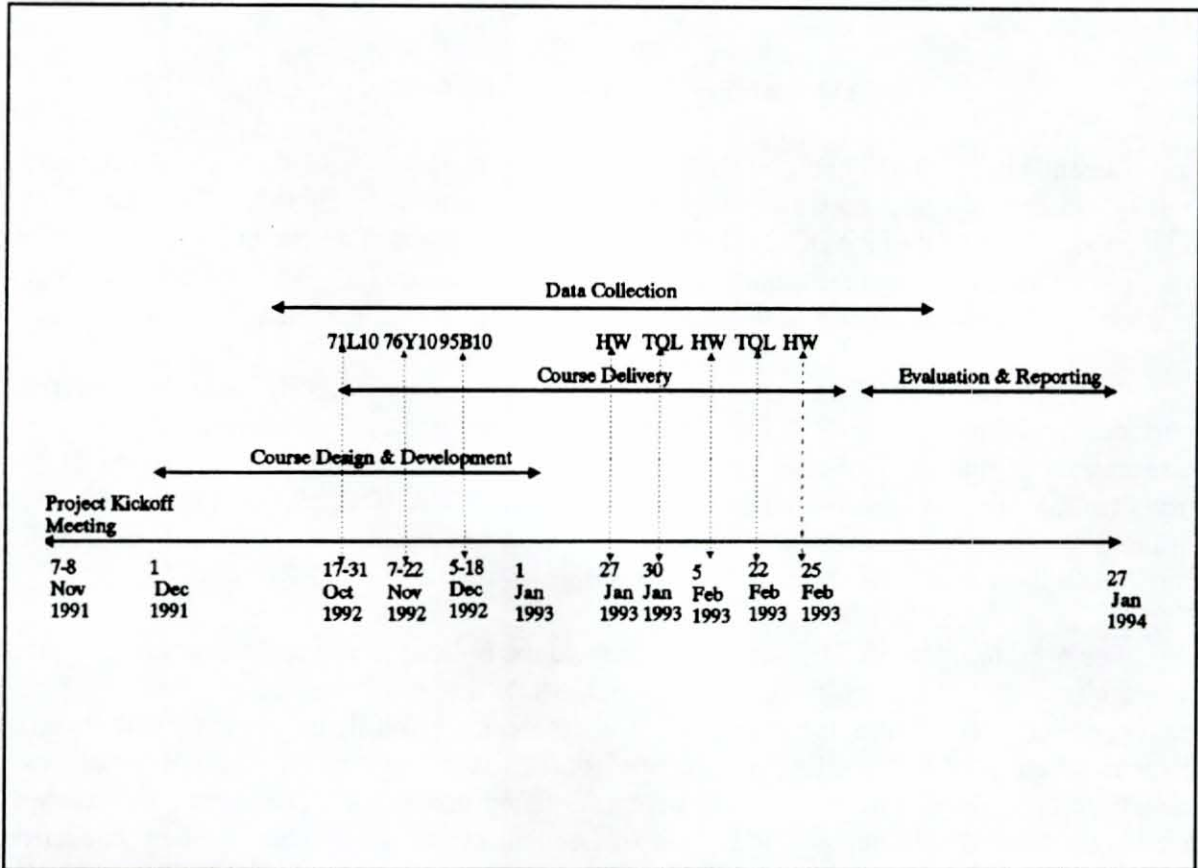 Data Collection
71L10 76Y10 95B10 HW TQL HW TQL HW
Course Delivery
Evaluation & Reporting
Course Design & Development
Project Kickoff
Meeting
7-8
Nov
1991
1
Dec
1991
17-31
Oct
1992
7-22
Nov
1992
5-18
Dec
1992
1
Jan
1993
27
Jan
1993
30
Jan
1993
5
Feb
1993
22
Feb
1993
25
Feb
1993
27
Jan
1994